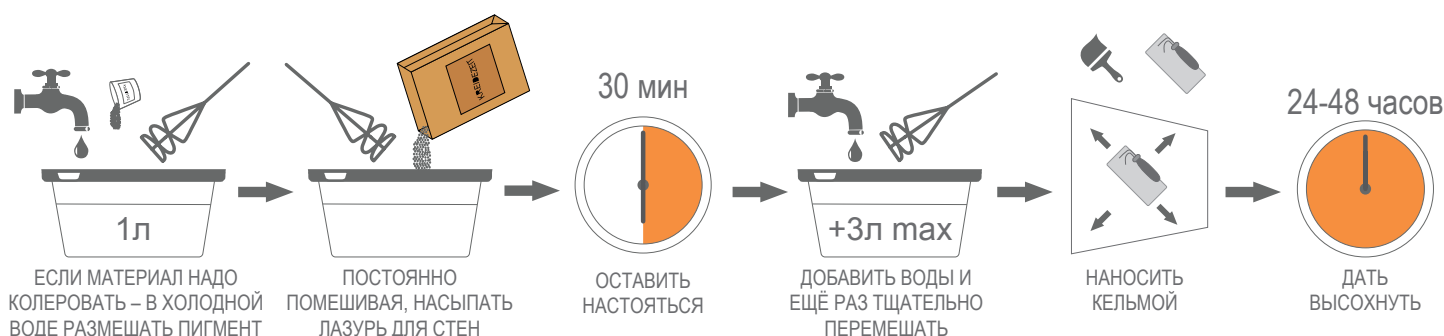 1л
ЕСЛИ МАТЕРИАЛ НАДО
КОЛЕРОВАТЬ – В ХОЛОДНОЙ
ВОДЕ РАЗМЕШАТЬ ПИГМЕНТ
KREIDEZEIT
ПОСТОЯННО
ПОМЕШИВАЯ, НАСЫПАТЬ
ЛАЗУРЬ ДЛЯ СТЕН
30 мин
ОСТАВИТЬ
НАСТОЯТЬСЯ
+3л max
ДОБАВИТЬ ВОДЫ И
ЕЩЁ РАЗ ТЩАТЕЛЬНО
ПЕРЕМЕШАТЬ
НАНОСИТЬ
КЕЛЬМОЙ
24-48 часов
ДАТЬ
ВЫСОХНУТЬ